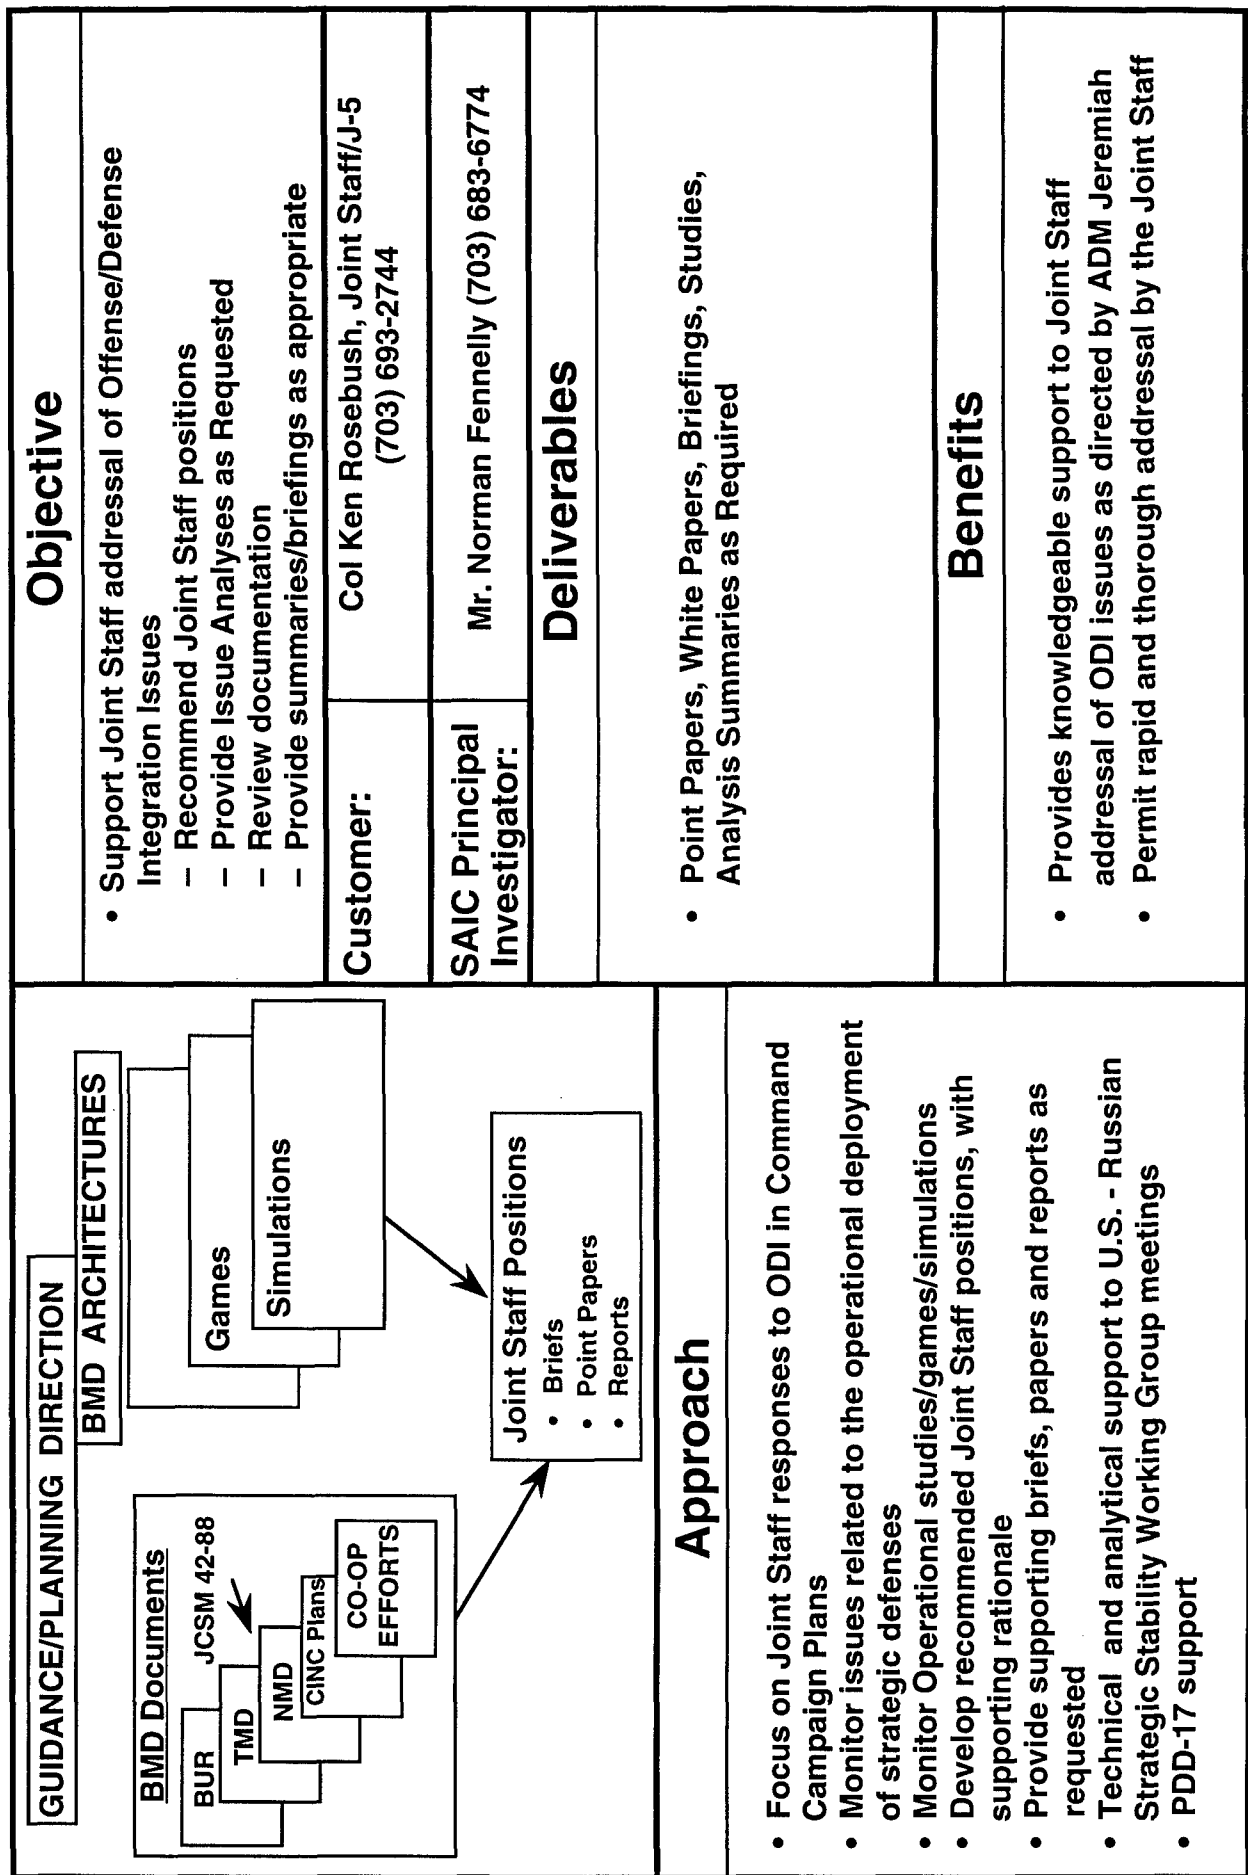 GUIDANCE/PLANNING DIRECTION
BMD ARCHITECTURES
BMD Documents
BUR
JCSM 42-88
TMD
NMD
CINC Plans
CO-OP
EFFORTS
Games
Simulations
Joint Staff Positions
• Briefs
• Point Papers
• Reports
Objective
• Support Joint Staff addressal of Offense/Defense
Integration Issues
– Recommend Joint Staff positions
– Provide Issue Analyses as Requested
– Review documentation
– Provide summaries/briefings as appropriate
Customer:
Col Ken Rosebush, Joint Staff/J-5
(703) 693-2744
SAIC Principal
Investigator:
Mr. Norman Fennelly (703) 683-6774
Approach
• Focus on Joint Staff responses to ODI in Command
Campaign Plans
• Monitor issues related to the operational deployment
of strategic defenses
• Monitor Operational studies/games/simulations
• Develop recommended Joint Staff positions, with
supporting rationale
• Provide supporting briefs, papers and reports as
requested
• Technical and analytical support to U.S. - Russian
Strategic Stability Working Group meetings
• PDD-17 support
Deliverables
• Point Papers, White Papers, Briefings, Studies,
Analysis Summaries as Required
Benefits
• Provides knowledgeable support to Joint Staff
addressal of ODI issues as directed by ADM Jeremiah
• Permit rapid and thorough addressal by the Joint Staff